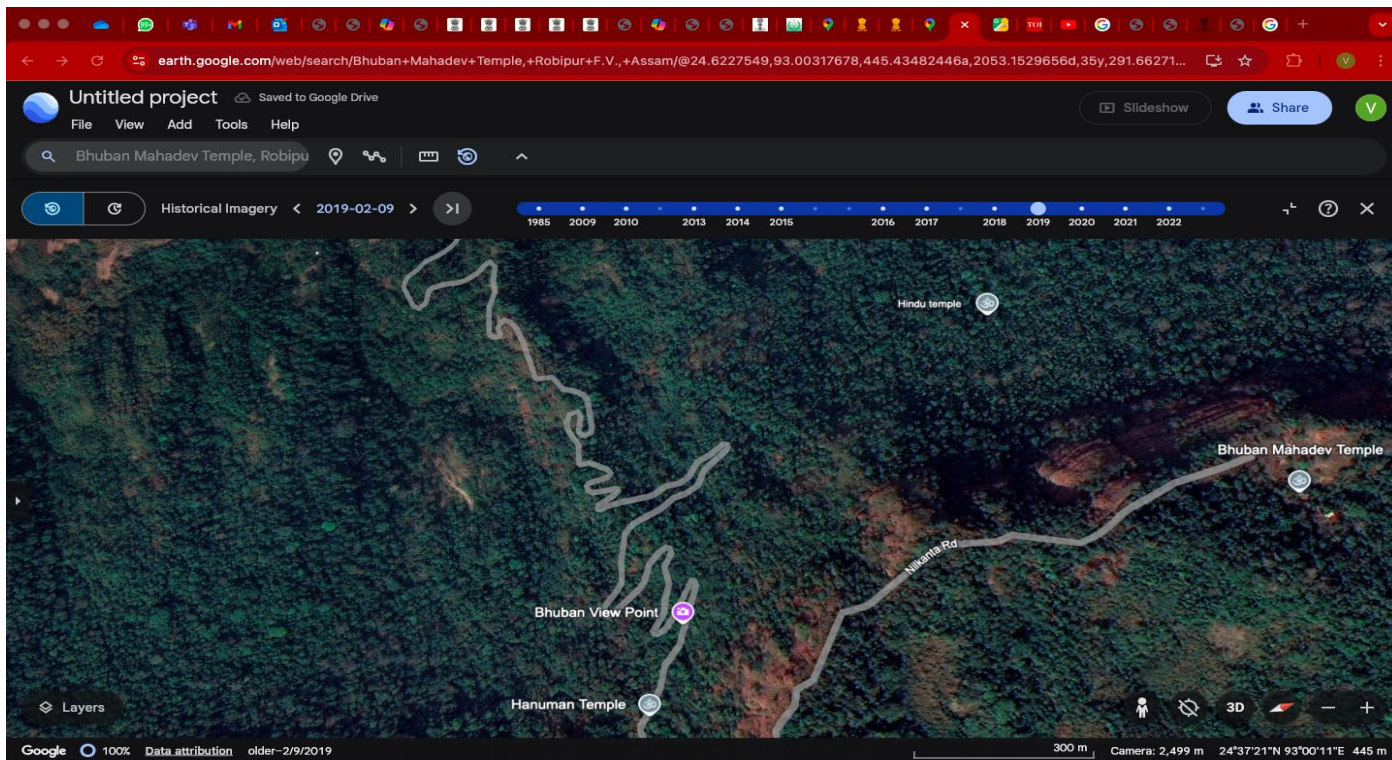 99+
TOI
earth.google.com/web/search/Bhuban+Mahadev+Temple,+Robipur+F.V.,+Assam/@24.6227549,93.00317678,445.43482446a,2053.1529656d,35y,291.66271...
V
Untitled project Saved to Google Drive
File View Add Tools Help
Slideshow
Share
V
Bhuban Mahadev Temple, Robipu
Historical Imagery < 2019-02-09 >
1985 2009 2010 2013 2014 2015 2016 2017 2018 2019 2020 2021 2022
Hindu temple
Bhuban Mahadev Temple
Nilkanta Rd
Bhuban View Point
Hanuman Temple
Layers
3D
Google 100% Data attribution older–2/9/2019 300 m Camera: 2,499 m 24°37'21"N 93°00'11"E 445 m